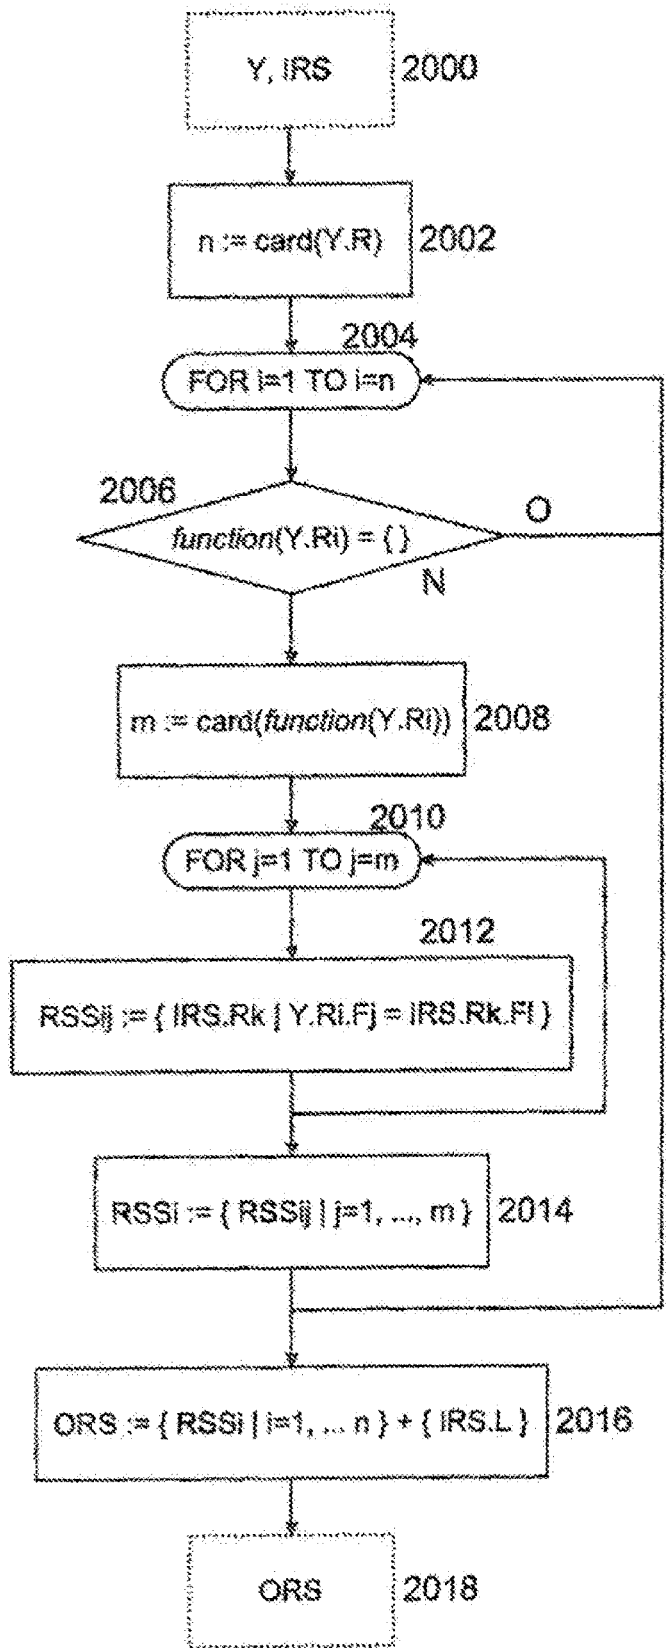 Y, IRS 2000
n := card(Y.R) 2002
2004
FOR i=1 TO i=n
2006
function(Y.Ri) = { }
O
N
m := card(function(Y.Ri)) 2008
2010
FOR j=1 TO j=m
2012
RSSij := { IRS.Rk | Y.Ri.Fj = IRS.Rk.Fl }
RSSi := { RSSij | j=1, ..., m } 2014
ORS := { RSSi | i=1, ... n } + { IRS.L } 2016
ORS 2018